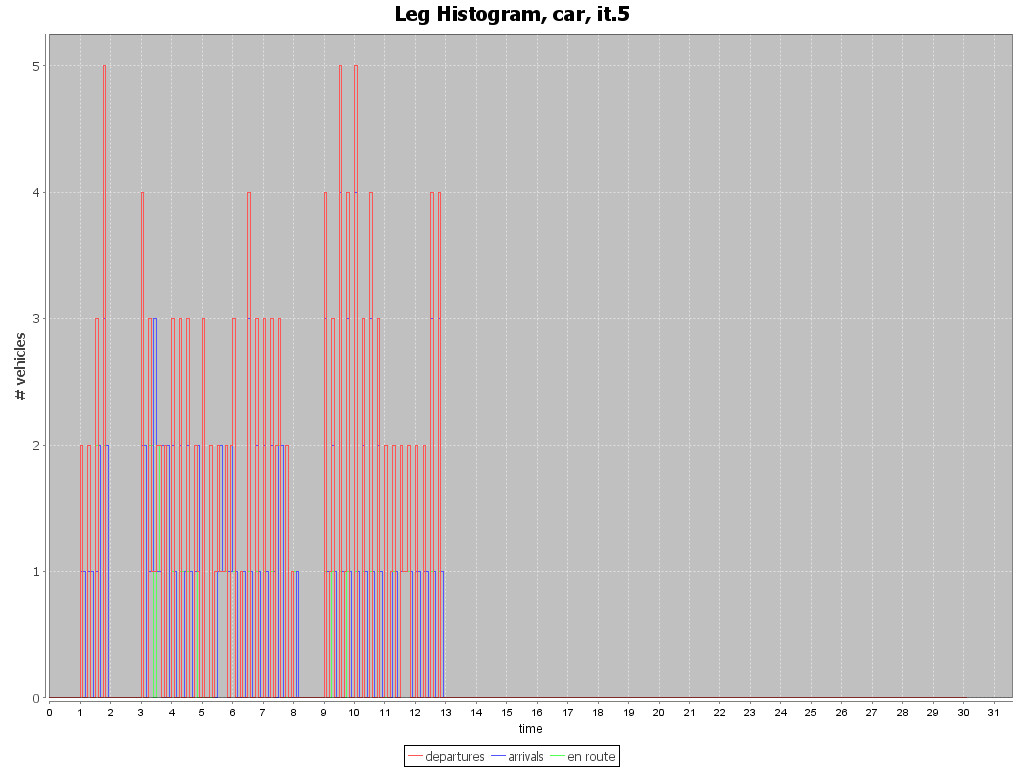 Leg Histogram, car, it.5
# vehicles
5
4
3
2
1
0
0 1 2 3 4 5 6 7 8 9 10 11 12 13 14 15 16 17 18 19 20 21 22 23 24 25 26 27 28 29 30 31
time
departures arrivals en route